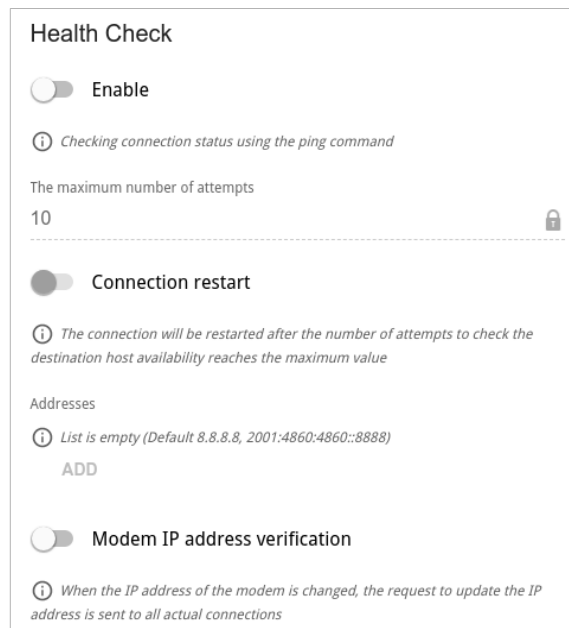 Health Check
Enable
Checking connection status using the ping command
The maximum number of attempts
10
Connection restart
The connection will be restarted after the number of attempts to check the
destination host availability reaches the maximum value
Addresses
List is empty (Default 8.8.8.8, 2001:4860:4860::8888)
ADD
Modem IP address verification
When the IP address of the modem is changed, the request to update the IP
address is sent to all actual connections